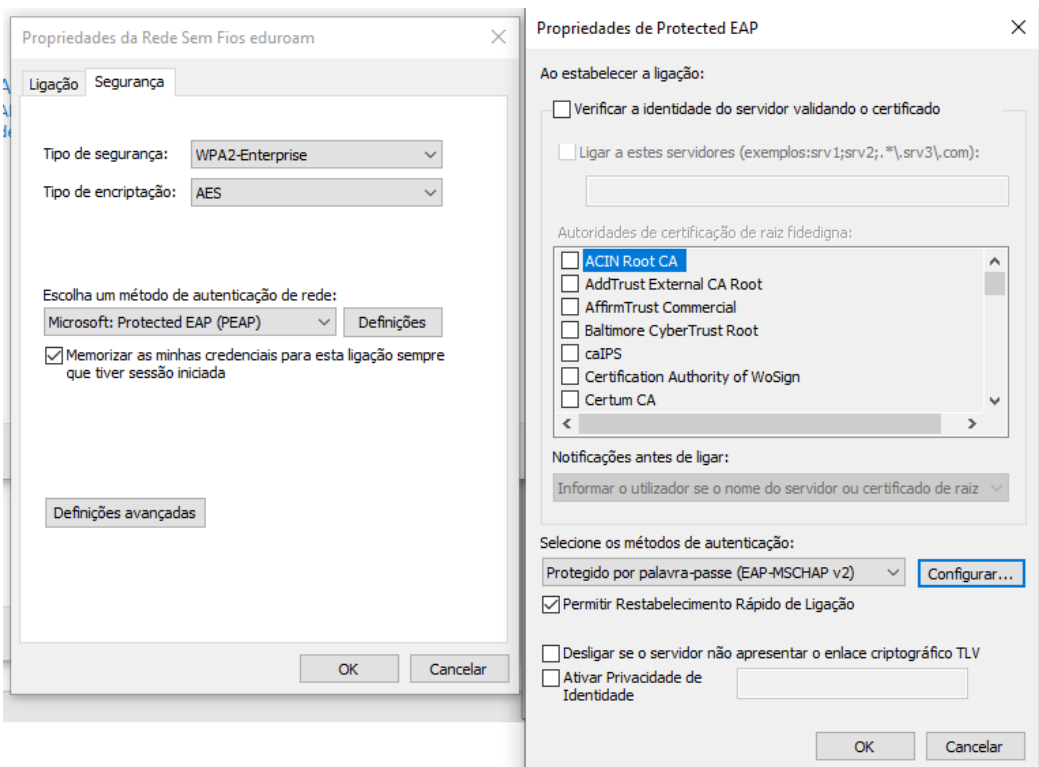 Propriedades da Rede Sem Fios eduroam
Ligação
Segurança
Tipo de segurança:
WPA2-Enterprise
Tipo de encriptação:
AES
Escolha um método de autenticação de rede:
Microsoft: Protected EAP (PEAP)
Definições
Memorizar as minhas credenciais para esta ligação sempre
que tiver sessão iniciada
Definições avançadas
OK
Cancelar
Propriedades de Protected EAP
Ao estabelecer a ligação:
Verificar a identidade do servidor validando o certificado
Ligar a estes servidores (exemplos:srv1;srv2;.*\.srv3\.com):
Autoridades de certificação de raiz fidedigna:
ACIN Root CA
AddTrust External CA Root
AffirmTrust Commercial
Baltimore CyberTrust Root
caIPS
Certification Authority of WoSign
Certum CA
Notificações antes de ligar:
Informar o utilizador se o nome do servidor ou certificado de raiz
Selecione os métodos de autenticação:
Protegido por palavra-passe (EAP-MSCHAP v2)
Configurar...
Permitir Restabelecimento Rápido de Ligação
Desligar se o servidor não apresentar o enlace criptográfico TLV
Ativar Privacidade de
Identidade
OK
Cancelar